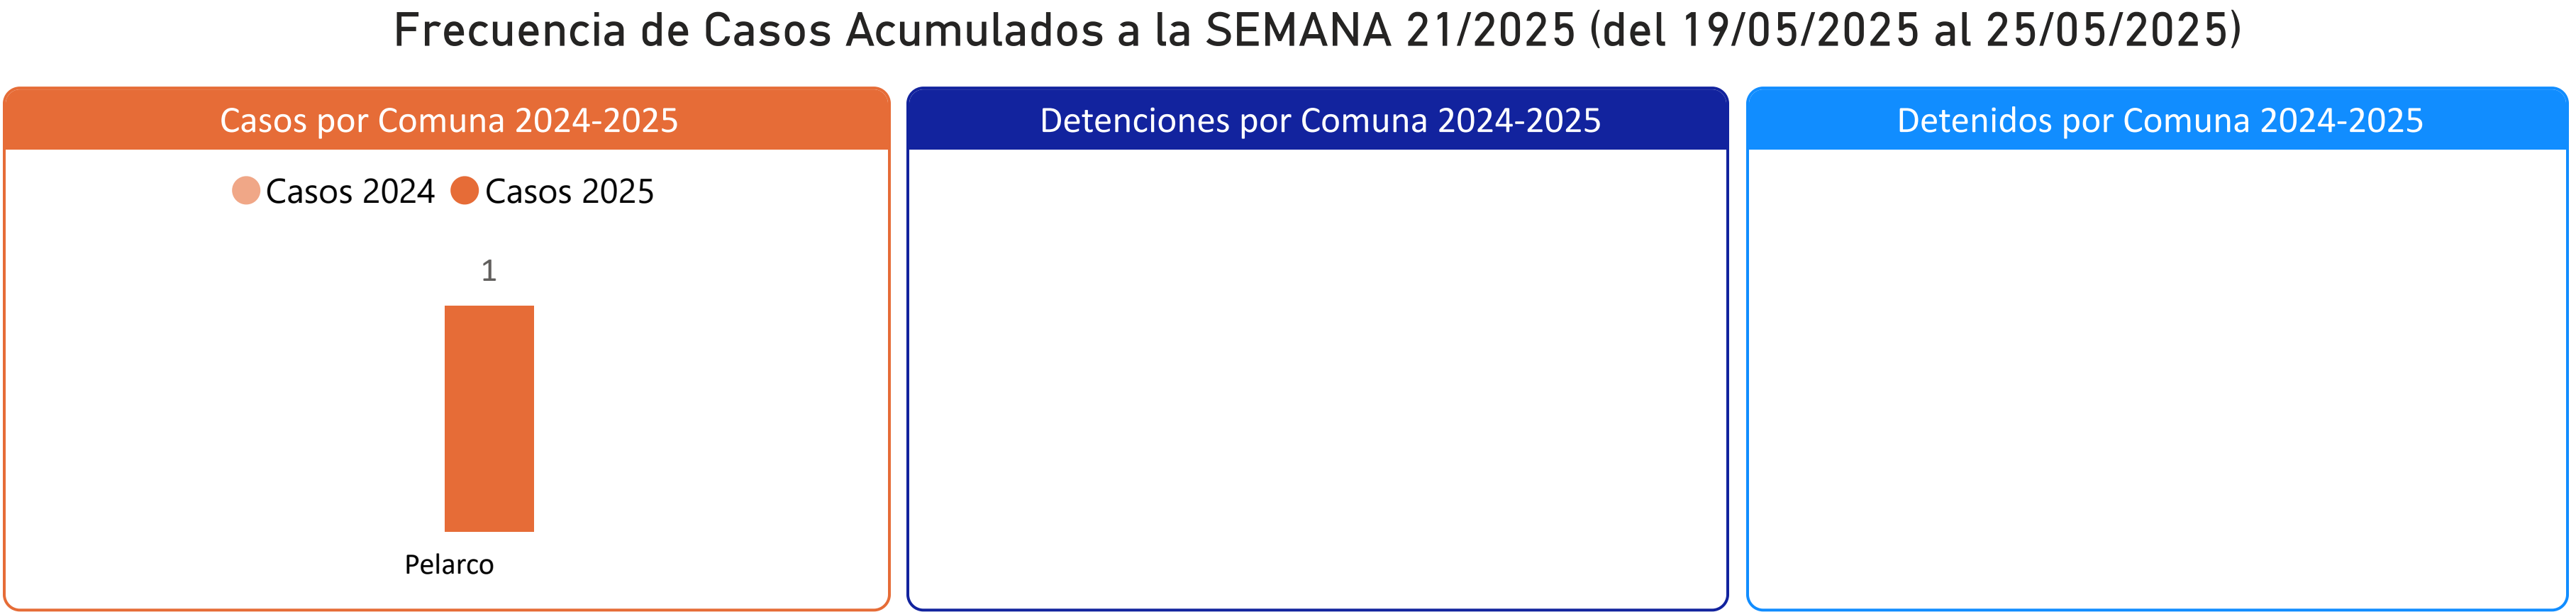 Frecuencia de Casos Acumulados a la SEMANA 21/2025 (del 19/05/2025 al 25/05/2025)
Casos por Comuna 2024-2025
Casos 2024 Casos 2025
1
Pelarco
Detenciones por Comuna 2024-2025
Detenidos por Comuna 2024-2025